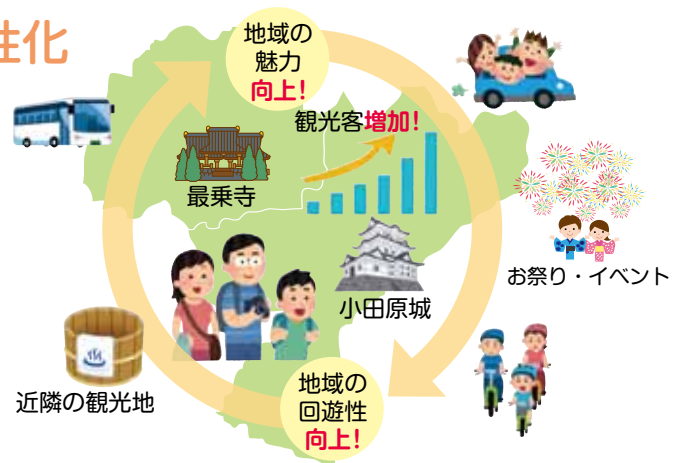 性化
地域の
魅力
向上!
観光客増加!
最乗寺
小田原城
お祭り・イベント
近隣の観光地
地域の
回遊性
向上!